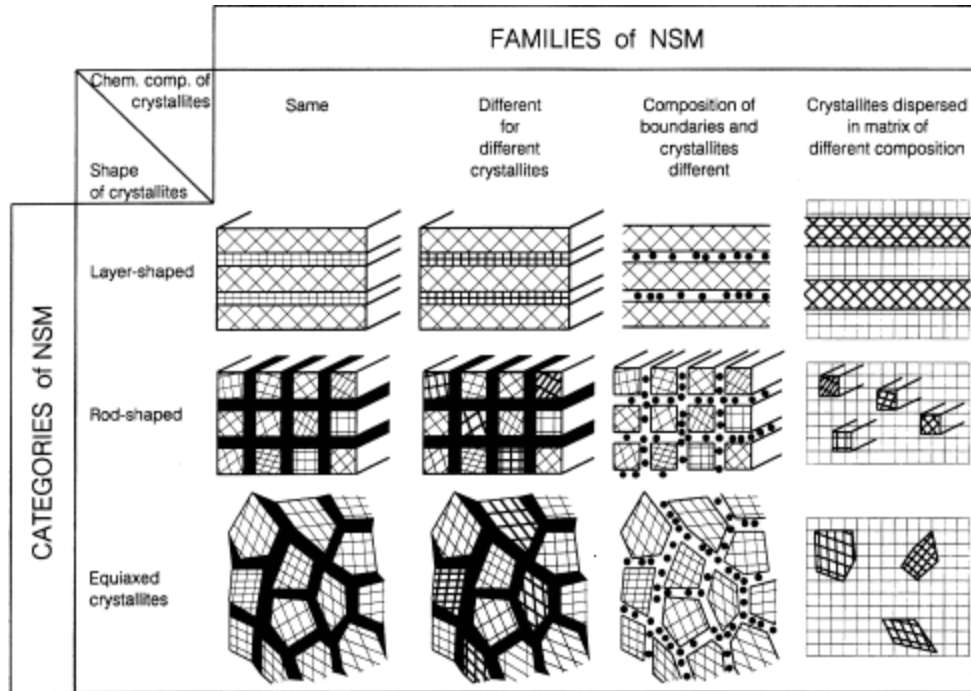 FAMILIES of NSM
Chem. comp. of
crystallites
Shape
of crystallites
Same
Different
for
different
crystallites
Composition of
boundaries and
crystallites
different
Crystallites dispersed
in matrix of
different composition
CATEGORIES of NSM
Layer-shaped
Rod-shaped
Equiaxed
crystallites